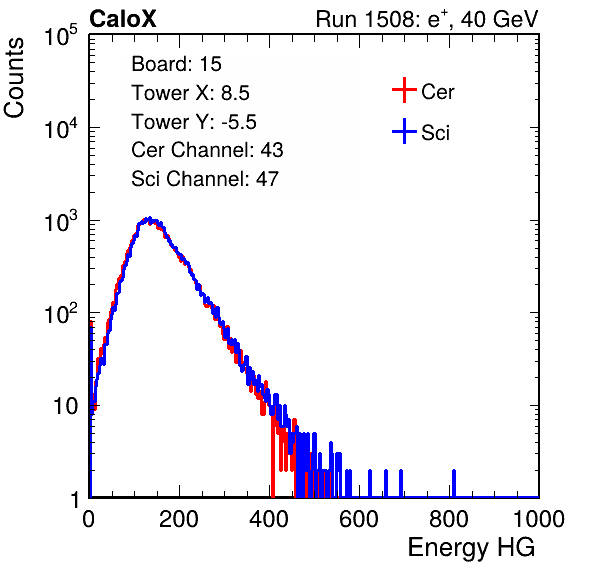 CaloX Run 1508: e⁺, 40 GeV
Counts
Board: 15
Tower X: 8.5
Tower Y: -5.5
Cer Channel: 43
Sci Channel: 47
Cer
Sci
10⁵
10⁴
10³
10²
10
1
0 200 400 600 800 1000
Energy HG